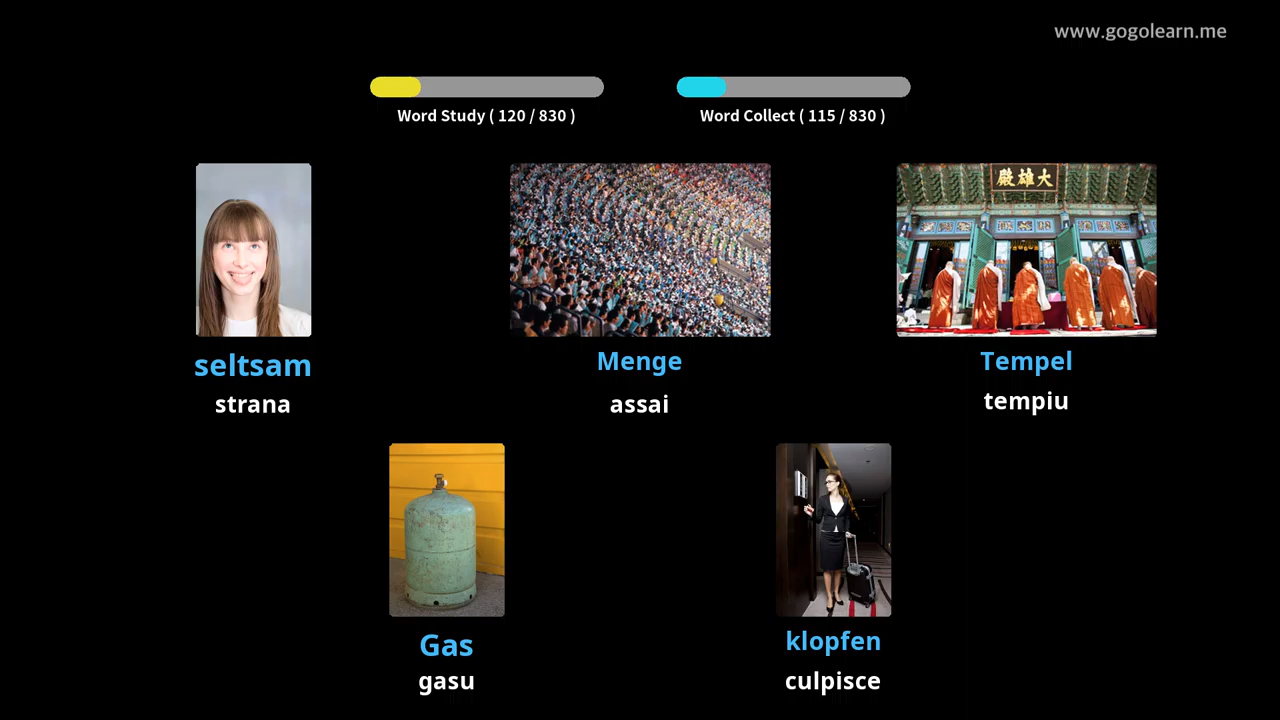 www.gogolearn.me
Word Study ( 120 / 830 )
Word Collect ( 115 / 830 )
殿雄大
seltsam
strana
Menge
assai
Tempel
tempiu
Gas
gasu
klopfen
culpisce